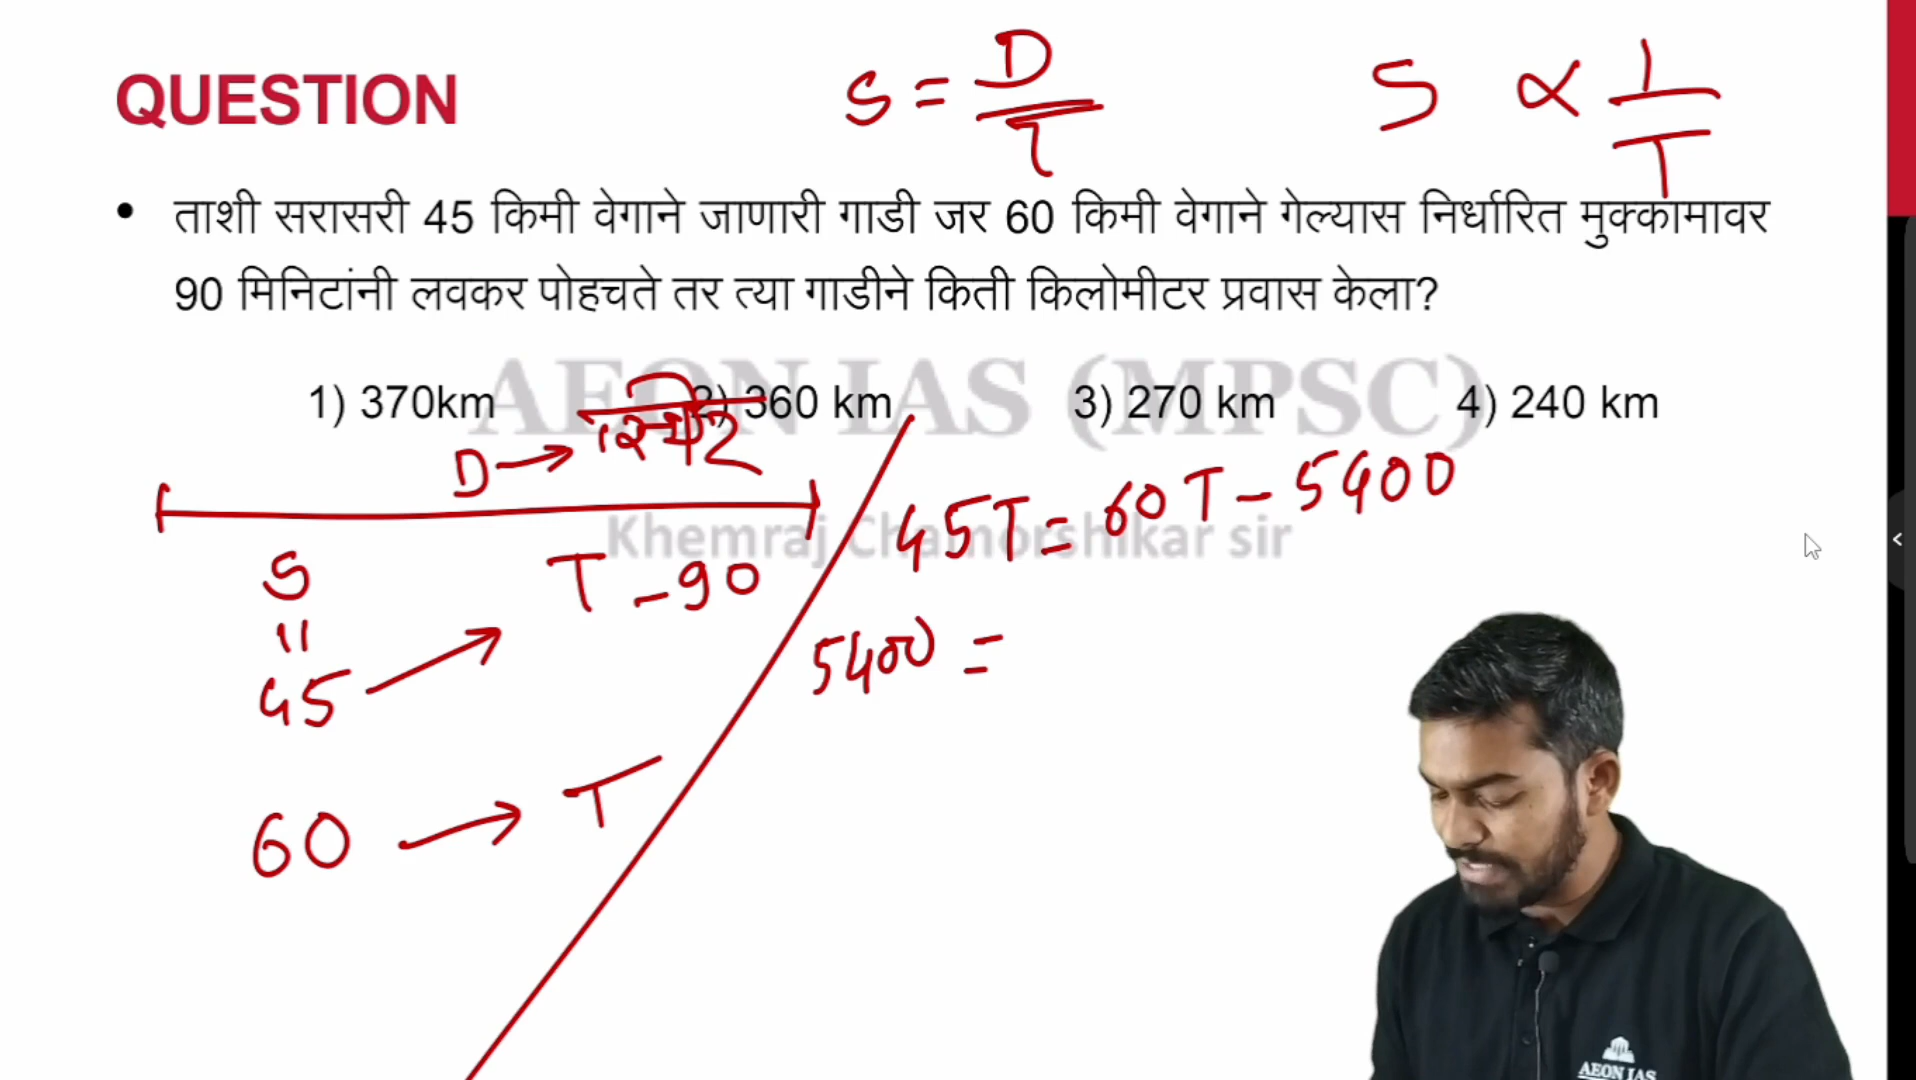 QUESTION
S = D/T
S ∝ 1/T
• ताशी सरासरी 45 किमी वेगाने जाणारी गाडी जर 60 किमी वेगाने गेल्यास निर्धारित मुक्कामावर
90 मिनिटांनी लवकर पोहचते तर त्या गाडीने किती किलोमीटर प्रवास केला?
AEON IAS (MPSC)
1) 370km 2) 360 km 3) 270 km 4) 240 km
D →
Khemraj Chamorshikar sir
45T = 60T - 5400
S T - 90
॥
45 →
5400 =
60 → T
AEON IAS
<